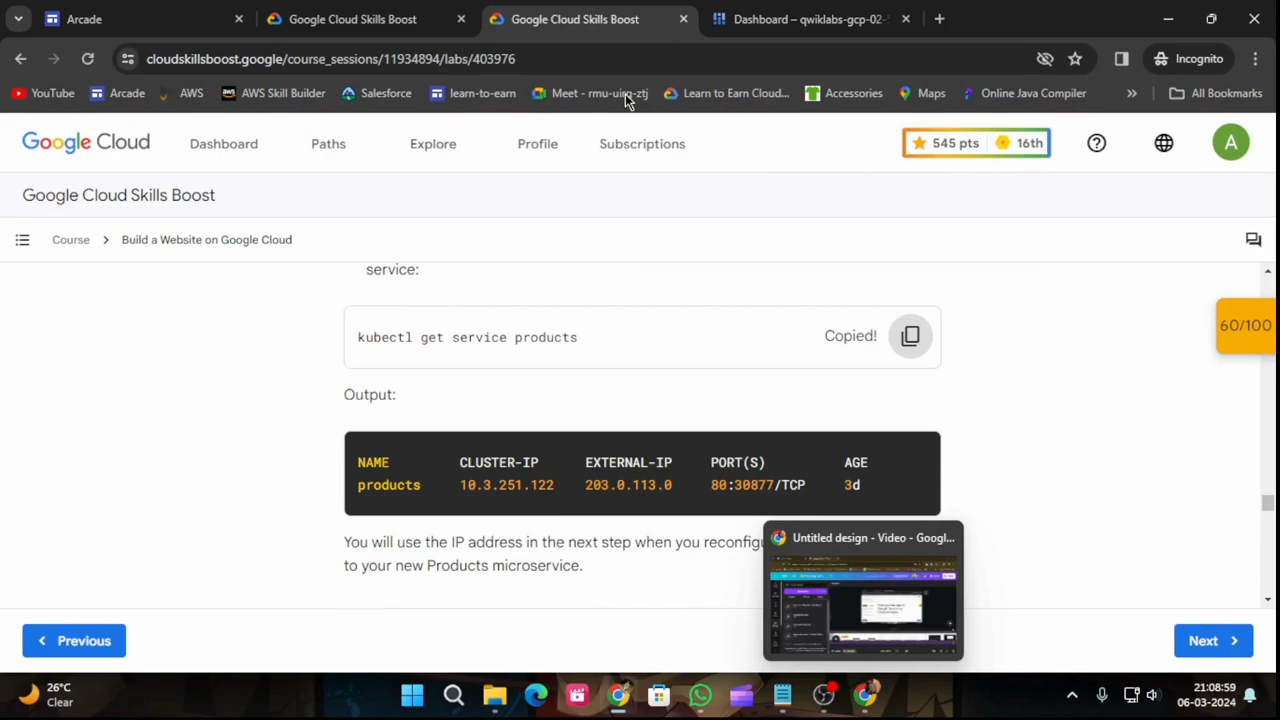 Arcade
Google Cloud Skills Boost
Google Cloud Skills Boost
Dashboard – qwiklabs-gcp-02-
cloudskillsboost.google/course_sessions/11934894/labs/403976
Incognito
YouTube
Arcade
AWS
AWS Skill Builder
Salesforce
learn-to-earn
Meet - rmu-uirq-ztj
Learn to Earn Cloud...
Accessories
Maps
Online Java Compiler
All Bookmarks
Google Cloud
Dashboard
Paths
Explore
Profile
Subscriptions
545 pts
16th
A
Google Cloud Skills Boost
Course
Build a Website on Google Cloud
service:
kubectl get service products
Copied!
60/100
Output:
NAME CLUSTER-IP EXTERNAL-IP PORT(S) AGE
products 10.3.251.122 203.0.113.0 80:30877/TCP 3d
You will use the IP address in the next step when you reconfigu
to your new Products microservice.
Untitled design - Video - Googl...
Previous
Next
26°C
Clear
21:08:59
06-03-2024